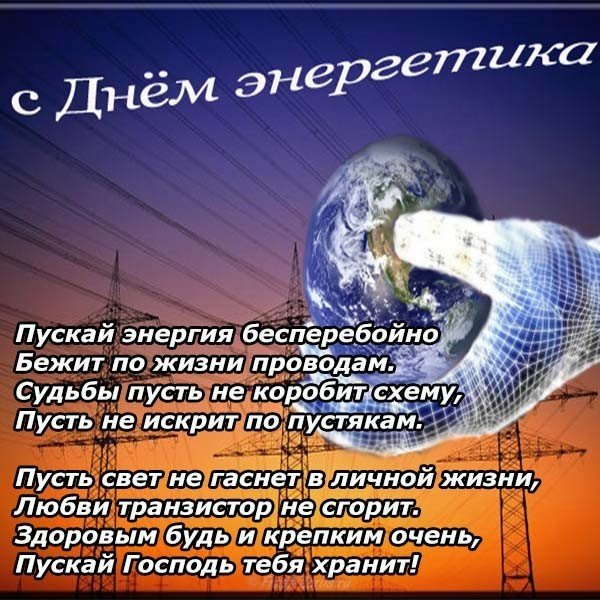 с Днём энергетика
Пускай энергия бесперебойно
Бежит по жизни проводам.
Судьбы пусть не коробит схему,
Пусть не искрит по пустякам.
Пусть свет не гаснет в личной жизни,
Любви транзистор не сгорит.
Здоровым будь и крепким очень,
Пускай Господь тебя хранит!